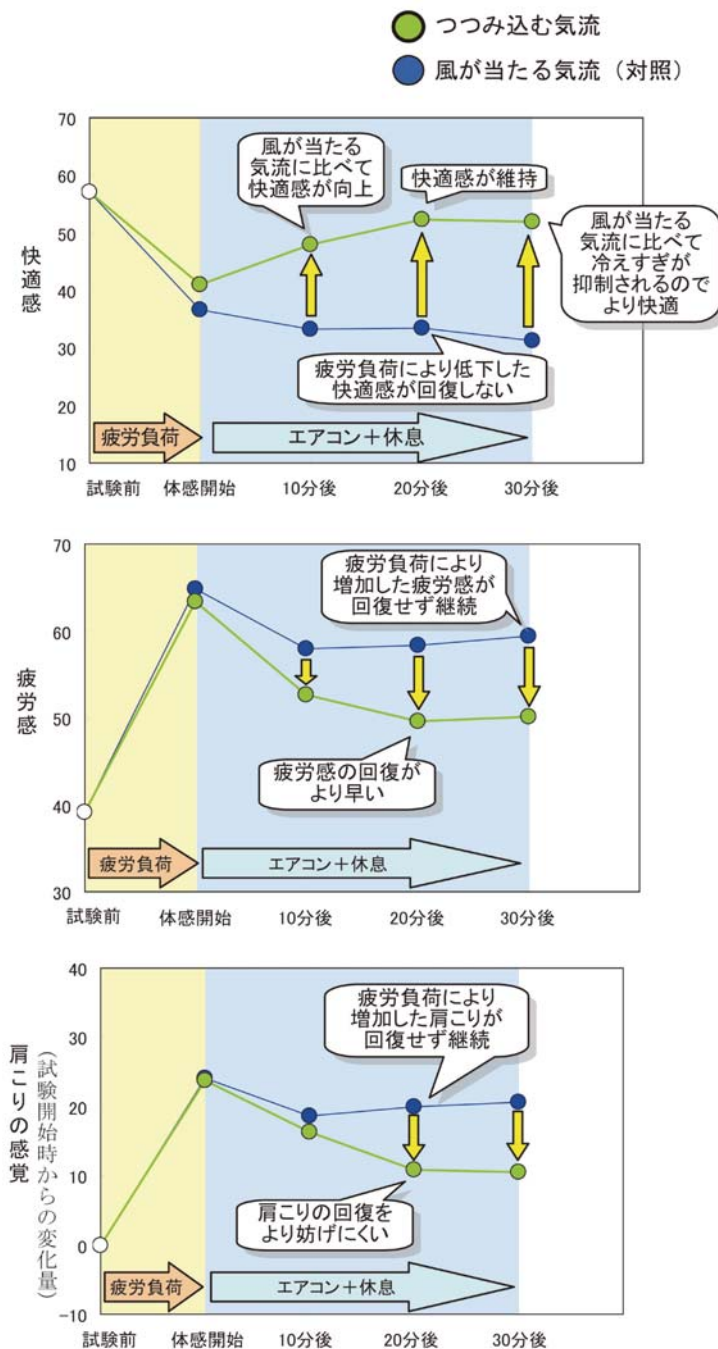 つつみ込む気流
風が当たる気流（対照）
70
60
50
40
30
20
10
快適感
風が当たる
気流に比べて
快適感が向上
快適感が維持
風が当たる
気流に比べて
冷えすぎが
抑制されるので
より快適
疲労負荷により低下した
快適感が回復しない
疲労負荷
エアコン＋休息
試験前
体感開始
10分後
20分後
30分後
70
60
50
40
30
疲労感
疲労負荷により
増加した疲労感が
回復せず継続
疲労感の回復が
より早い
疲労負荷
エアコン＋休息
試験前
体感開始
10分後
20分後
30分後
40
30
20
10
0
-10
肩こりの感覚
（試験開始時からの変化量）
疲労負荷により
増加した肩こりが
回復せず継続
肩こりの回復を
より妨げにくい
疲労負荷
エアコン＋休息
試験前
体感開始
10分後
20分後
30分後